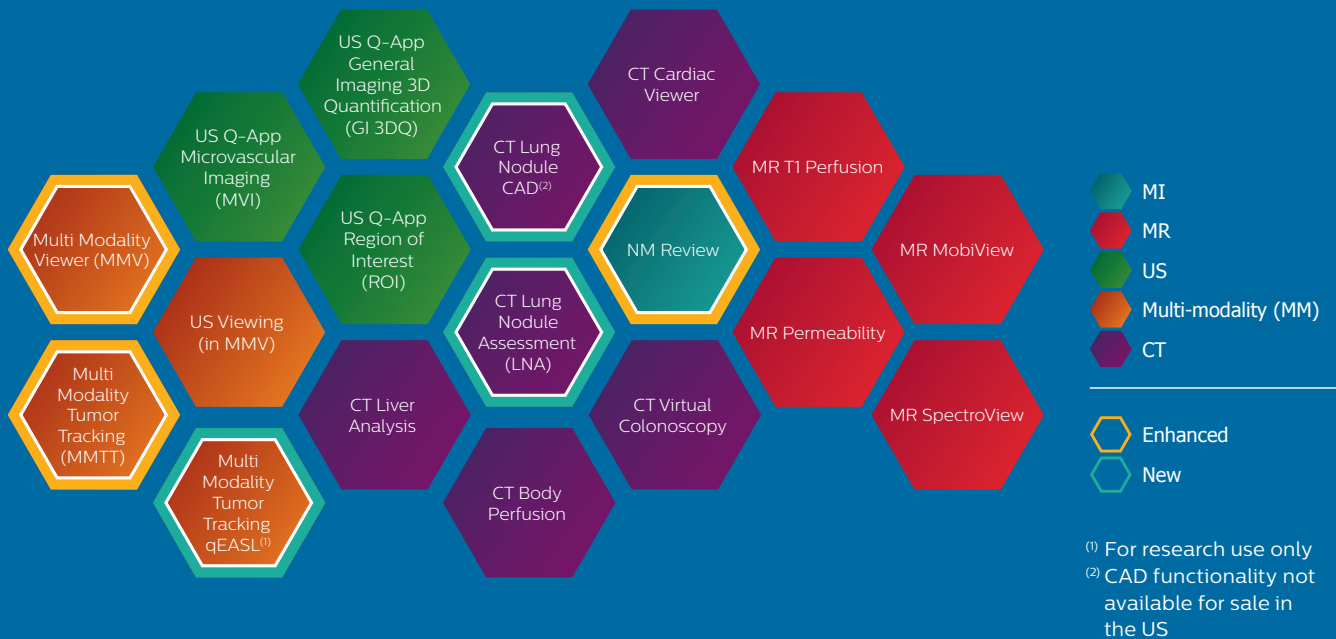 US Q-App
General
Imaging 3D
Quantification
(GI 3DQ)
CT Cardiac
Viewer
US Q-App
Microvascular
Imaging
(MVI)
CT Lung
Nodule
CAD(2)
MR T1 Perfusion
Multi Modality
Viewer (MMV)
US Q-App
Region of
Interest
(ROI)
NM Review
MR MobiView
US Viewing
(in MMV)
CT Lung
Nodule
Assessment
(LNA)
MR Permeability
Multi
Modality
Tumor
Tracking
(MMTT)
CT Liver
Analysis
CT Virtual
Colonoscopy
MR SpectroView
Multi
Modality
Tumor
Tracking
qEASL(1)
CT Body
Perfusion
MI
MR
US
Multi-modality (MM)
CT
Enhanced
New
(1) For research use only
(2) CAD functionality not
available for sale in
the US